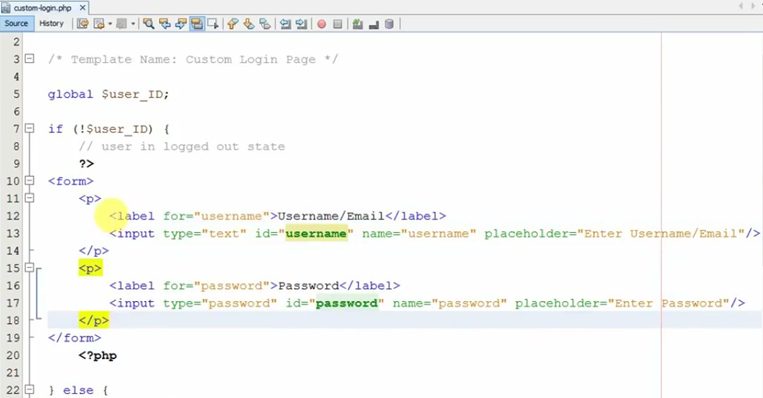 custom-login.php
Source History
2
3 /* Template Name: Custom Login Page */
4
5 global $user_ID;
6
7 if (!$user_ID) {
8 // user in logged out state
9 ?>
10 <form>
11 <p>
12 <label for="username">Username/Email</label>
13 <input type="text" id="username" name="username" placeholder="Enter Username/Email"/>
14 </p>
15 <p>
16 <label for="password">Password</label>
17 <input type="password" id="password" name="password" placeholder="Enter Password"/>
18 </p>
19 </form>
20 <?php
21
22 } else {